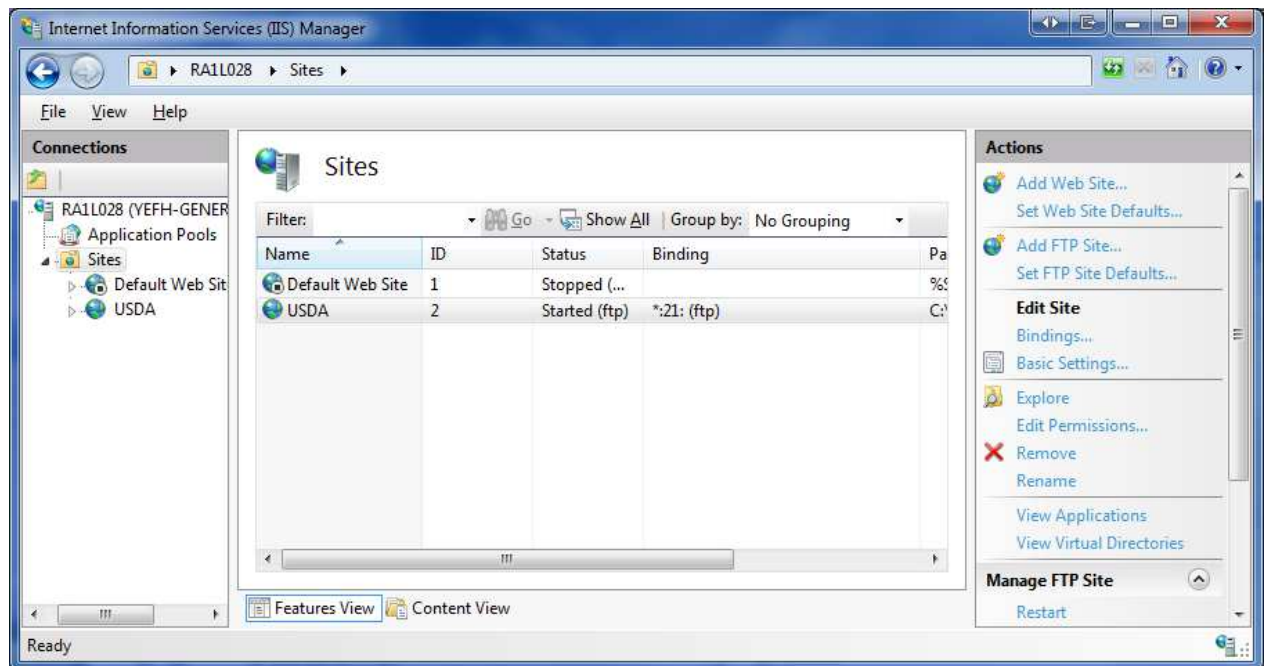 Internet Information Services (IIS) Manager
RA1L028 Sites
File View Help
Connections
RA1L028 (YEFH-GENER
Application Pools
Sites
Default Web Sit
USDA
Sites
Filter: Go Show All Group by: No Grouping
Name ID Status Binding Pa
Default Web Site 1 Stopped (... %S
USDA 2 Started (ftp) *:21: (ftp) C:\
Features View Content View
Actions
Add Web Site...
Set Web Site Defaults...
Add FTP Site...
Set FTP Site Defaults...
Edit Site
Bindings...
Basic Settings...
Explore
Edit Permissions...
Remove
Rename
View Applications
View Virtual Directories
Manage FTP Site
Restart
Ready